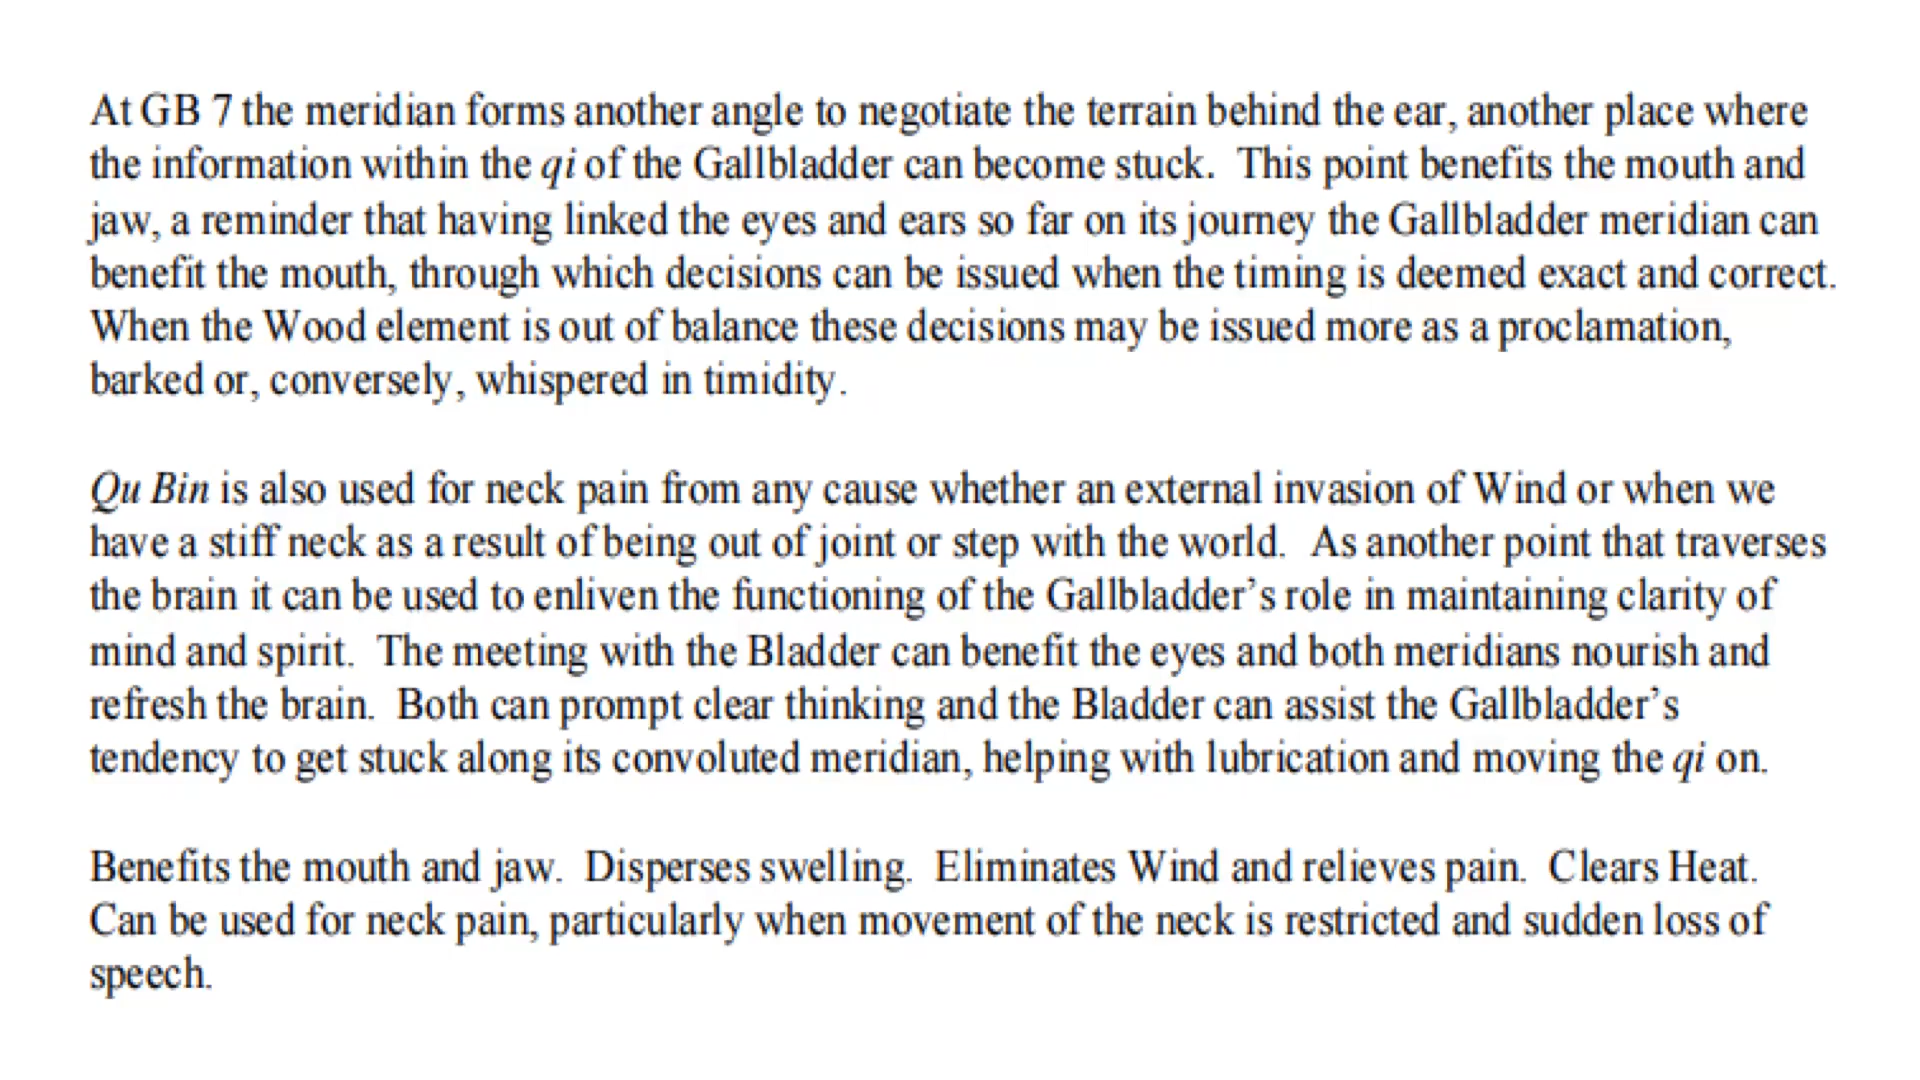 At GB 7 the meridian forms another angle to negotiate the terrain behind the ear, another place where
the information within the qi of the Gallbladder can become stuck.  This point benefits the mouth and
jaw, a reminder that having linked the eyes and ears so far on its journey the Gallbladder meridian can
benefit the mouth, through which decisions can be issued when the timing is deemed exact and correct.
When the Wood element is out of balance these decisions may be issued more as a proclamation,
barked or, conversely, whispered in timidity.
Qu Bin is also used for neck pain from any cause whether an external invasion of Wind or when we
have a stiff neck as a result of being out of joint or step with the world.  As another point that traverses
the brain it can be used to enliven the functioning of the Gallbladder’s role in maintaining clarity of
mind and spirit.  The meeting with the Bladder can benefit the eyes and both meridians nourish and
refresh the brain.  Both can prompt clear thinking and the Bladder can assist the Gallbladder’s
tendency to get stuck along its convoluted meridian, helping with lubrication and moving the qi on.
Benefits the mouth and jaw.  Disperses swelling.  Eliminates Wind and relieves pain.  Clears Heat.
Can be used for neck pain, particularly when movement of the neck is restricted and sudden loss of
speech.